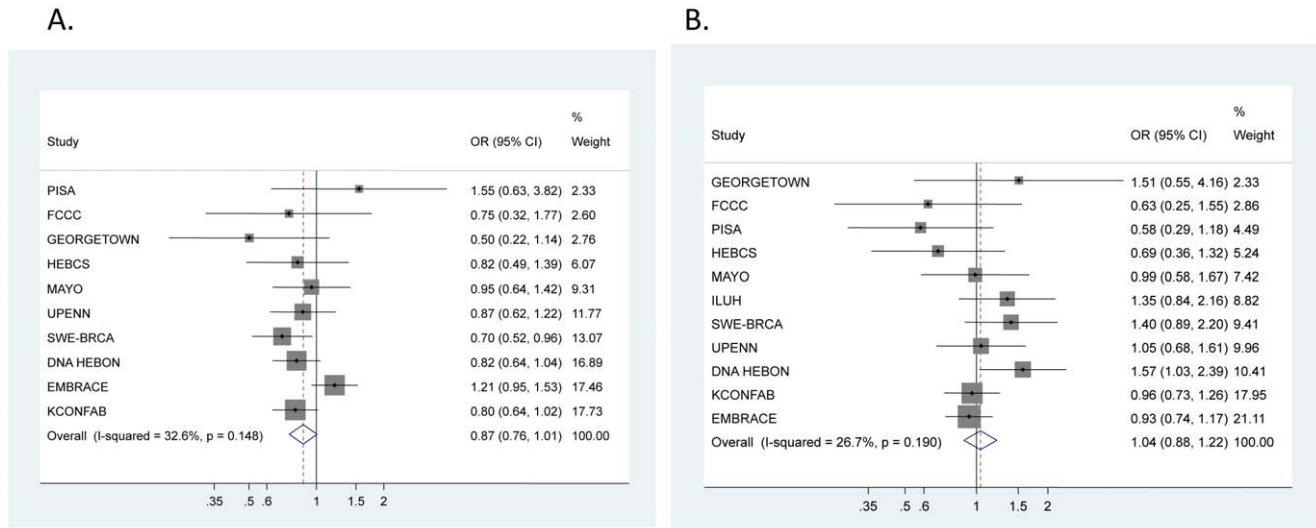 A.
%
Study OR (95% CI) Weight
PISA 1.55 (0.63, 3.82) 2.33
FCCC 0.75 (0.32, 1.77) 2.60
GEORGETOWN 0.50 (0.22, 1.14) 2.76
HEBCS 0.82 (0.49, 1.39) 6.07
MAYO 0.95 (0.64, 1.42) 9.31
UPENN 0.87 (0.62, 1.22) 11.77
SWE-BRCA 0.70 (0.52, 0.96) 13.07
DNA HEBON 0.82 (0.64, 1.04) 16.89
EMBRACE 1.21 (0.95, 1.53) 17.46
KCONFAB 0.80 (0.64, 1.02) 17.73
Overall (I-squared = 32.6%, p = 0.148) 0.87 (0.76, 1.01) 100.00
.35 .5 .6 1 1.5 2
B.
%
Study OR (95% CI) Weight
GEORGETOWN 1.51 (0.55, 4.16) 2.33
FCCC 0.63 (0.25, 1.55) 2.86
PISA 0.58 (0.29, 1.18) 4.49
HEBCS 0.69 (0.36, 1.32) 5.24
MAYO 0.99 (0.58, 1.67) 7.42
ILUH 1.35 (0.84, 2.16) 8.82
SWE-BRCA 1.40 (0.89, 2.20) 9.41
UPENN 1.05 (0.68, 1.61) 9.96
DNA HEBON 1.57 (1.03, 2.39) 10.41
KCONFAB 0.96 (0.73, 1.26) 17.95
EMBRACE 0.93 (0.74, 1.17) 21.11
Overall (I-squared = 26.7%, p = 0.190) 1.04 (0.88, 1.22) 100.00
.35 .5 .6 1 1.5 2